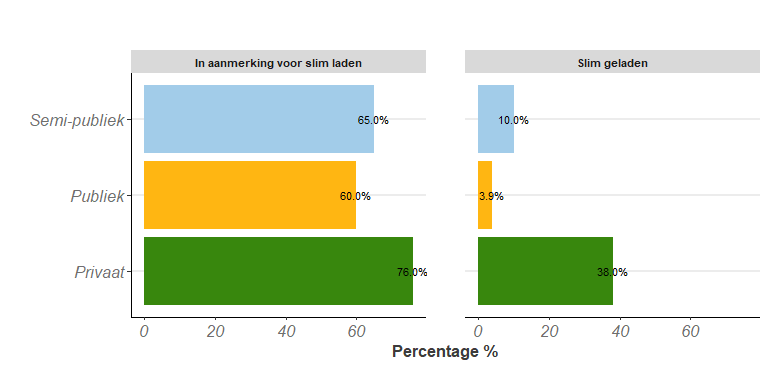 In aanmerking voor slim laden
Slim geladen
Semi-publiek
65.0%
10.0%
Publiek
60.0%
3.9%
Privaat
76.0%
38.0%
0 20 40 60
0 20 40 60
Percentage %